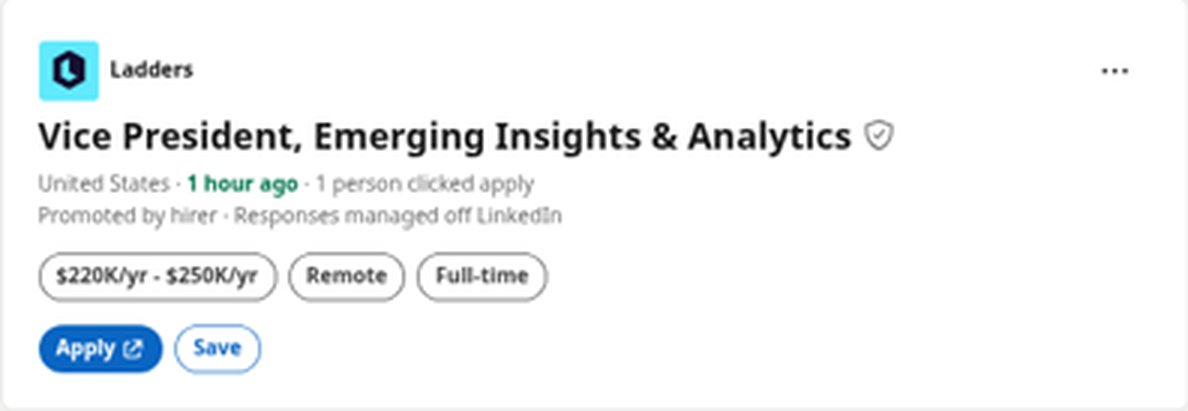 Ladders
Vice President, Emerging Insights & Analytics
United States · 1 hour ago · 1 person clicked apply
Promoted by hirer · Responses managed off LinkedIn
$220K/yr - $250K/yr Remote Full-time
Apply Save